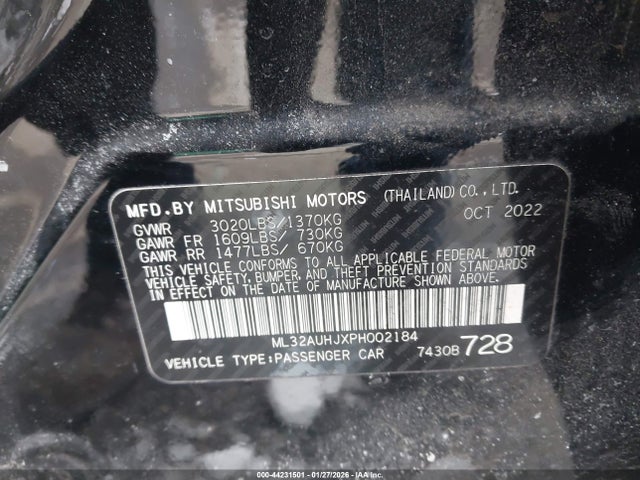 MFD.BY MITSUBISHI MOTORS (THAILAND) CO.,LTD.
GVWR 3020LBS/1370KG OCT 2022
GAWR FR 1609LBS/ 730KG
GAWR RR 1477LBS/ 670KG
THIS VEHICLE CONFORMS TO ALL APPLICABLE FEDERAL MOTOR
VEHICLE SAFETY, BUMPER, AND THEFT PREVENTION STANDARDS
IN EFFECT ON THE DATE OF MANUFACTURE SHOWN ABOVE.
ML32AUHJXPH002184
VEHICLE TYPE:PASSENGER CAR 7430B 728
000-44231501 - 01/27/2026 - IAA Inc.